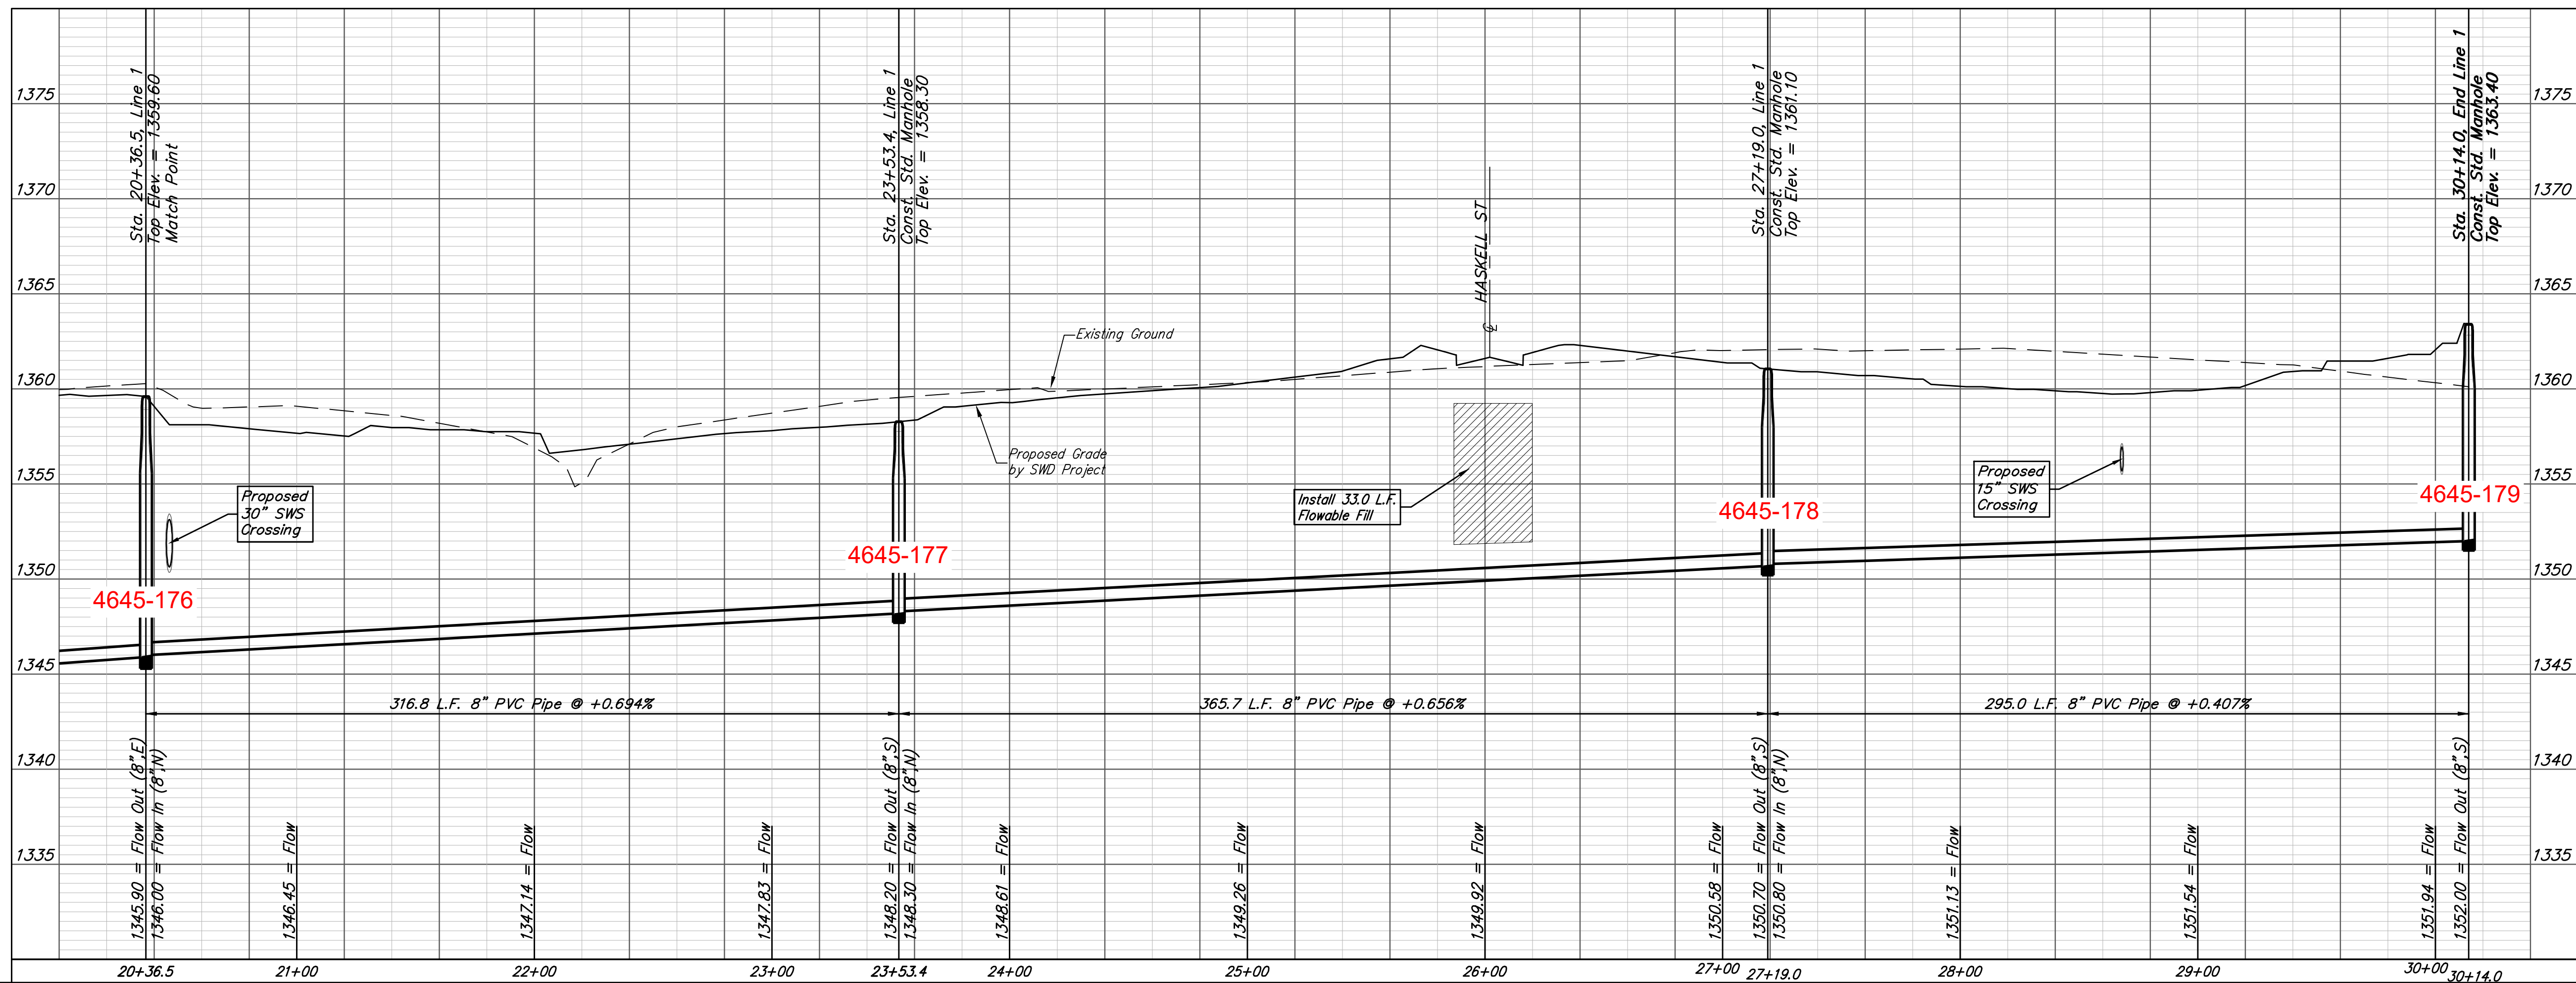 Sta. 20+36.5, Line 1
Top Elev. = 1359.60
Match Point
Sta. 23+53.4, Line 1
Const. Std. Manhole
Top Elev. = 1358.30
HASKELL ST
℄
Sta. 27+19.0, Line 1
Const. Std. Manhole
Top Elev. = 1361.10
Sta. 30+14.0, End Line 1
Const. Std. Manhole
Top Elev. = 1363.40
1375
1375
1370
1370
1365
1365
1360
1360
1355
1355
1350
1350
1345
1345
1340
1340
1335
1335
Existing Ground
Proposed Grade
by SWD Project
Proposed
30" SWS
Crossing
Install 33.0 L.F.
Flowable Fill
Proposed
15" SWS
Crossing
4645-176
4645-177
4645-178
4645-179
316.8 L.F. 8" PVC Pipe @ +0.694%
365.7 L.F. 8" PVC Pipe @ +0.656%
295.0 L.F. 8" PVC Pipe @ +0.407%
1345.90 = Flow Out (8",E)
1346.00 = Flow In (8",N)
1346.45 = Flow
1347.14 = Flow
1347.83 = Flow
1348.20 = Flow Out (8",S)
1348.30 = Flow In (8",N)
1348.61 = Flow
1349.26 = Flow
1349.92 = Flow
1350.58 = Flow
1350.70 = Flow Out (8",S)
1350.80 = Flow In (8",N)
1351.13 = Flow
1351.54 = Flow
1351.94 = Flow
1352.00 = Flow Out (8",S)
20+36.5
21+00
22+00
23+00
23+53.4
24+00
25+00
26+00
27+00
27+19.0
28+00
29+00
30+00
30+14.0